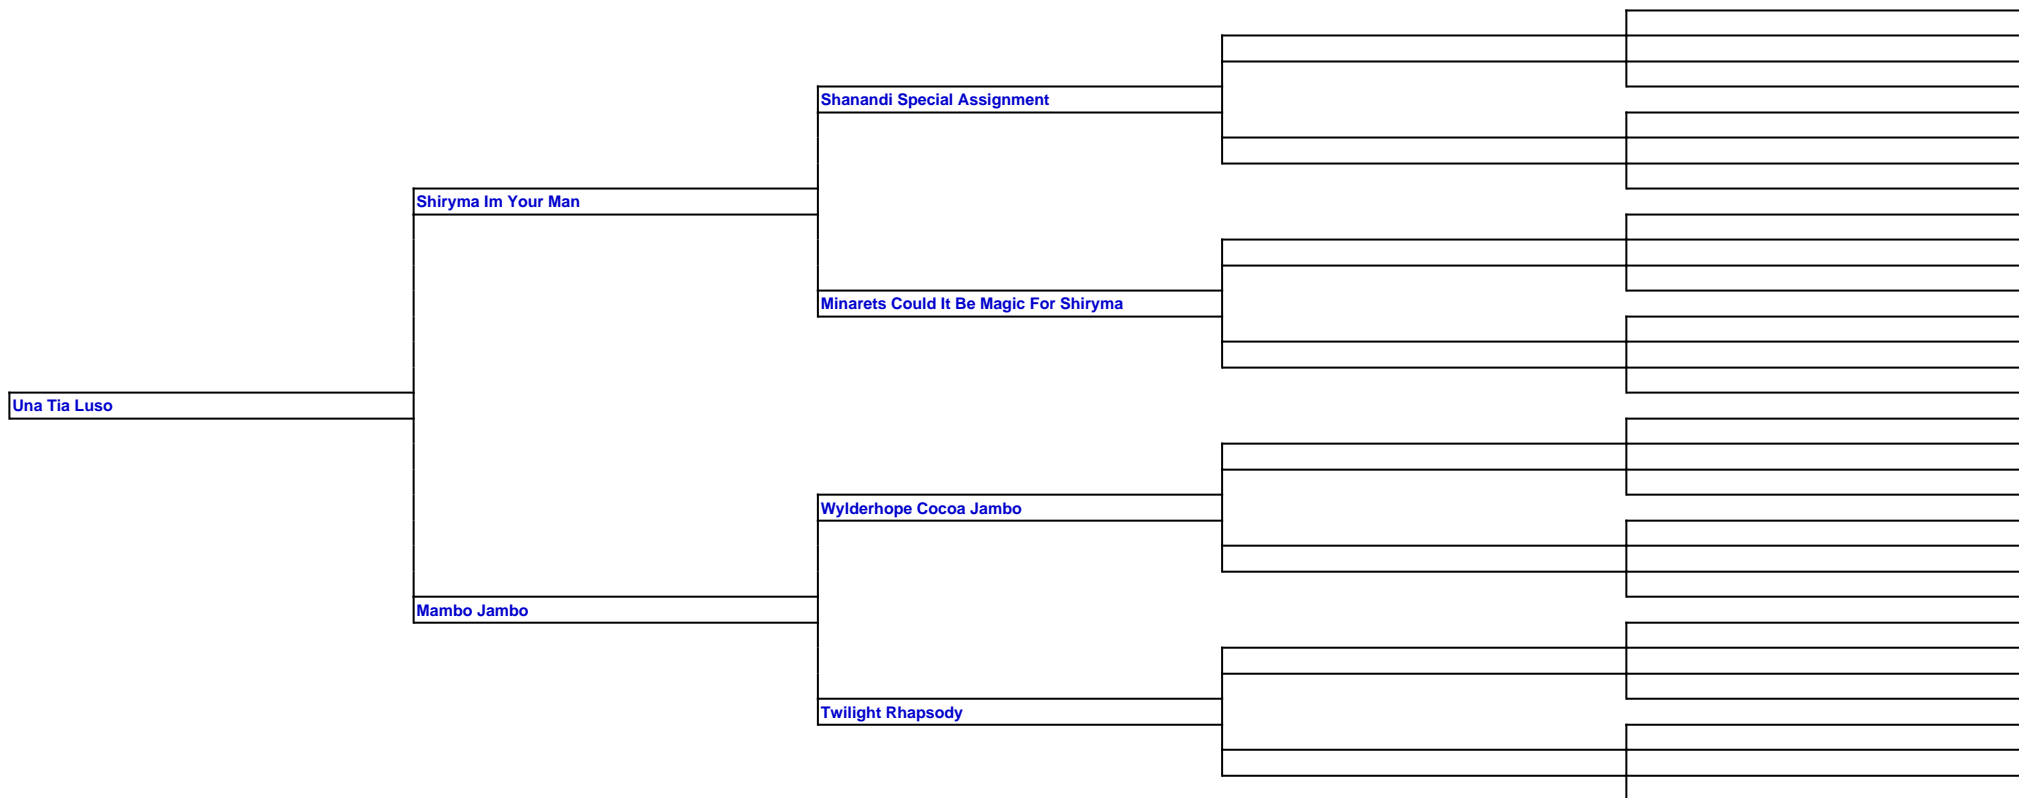 Shanandi Special Assignment
Shiryma Im Your Man
Minarets Could It Be Magic For Shiryma
Una Tia Luso
Wylderhope Cocoa Jambo
Mambo Jambo
Twilight Rhapsody